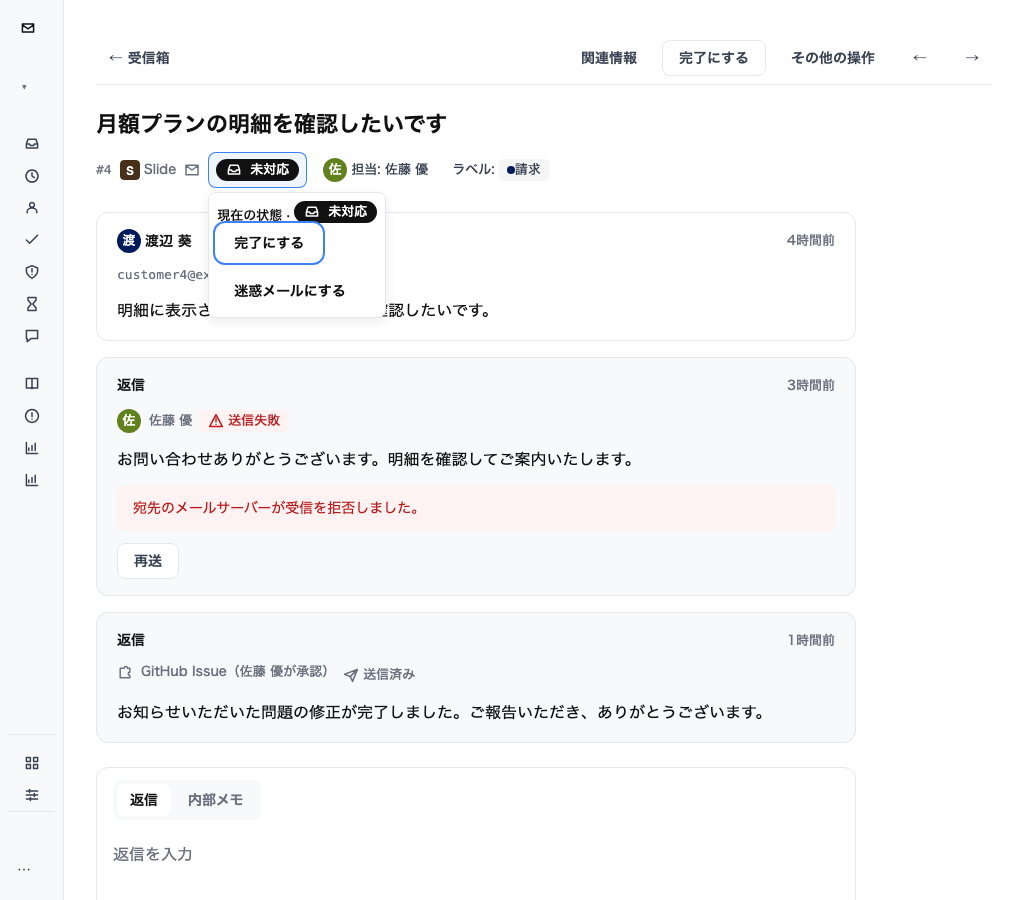 ← 受信箱
関連情報
完了にする
その他の操作
←
→
月額プランの明細を確認したいです
#4 S Slide 未対応 佐 担当: 佐藤 優 ラベル: 請求
現在の状態 · 未対応
完了にする
迷惑メールにする
渡 渡辺 葵
4時間前
customer4@ex
明細に表示さ
認したいです。
返信
3時間前
佐 佐藤 優 送信失敗
お問い合わせありがとうございます。明細を確認してご案内いたします。
宛先のメールサーバーが受信を拒否しました。
再送
返信
1時間前
GitHub Issue（佐藤 優が承認） 送信済み
お知らせいただいた問題の修正が完了しました。ご報告いただき、ありがとうございます。
返信 内部メモ
返信を入力